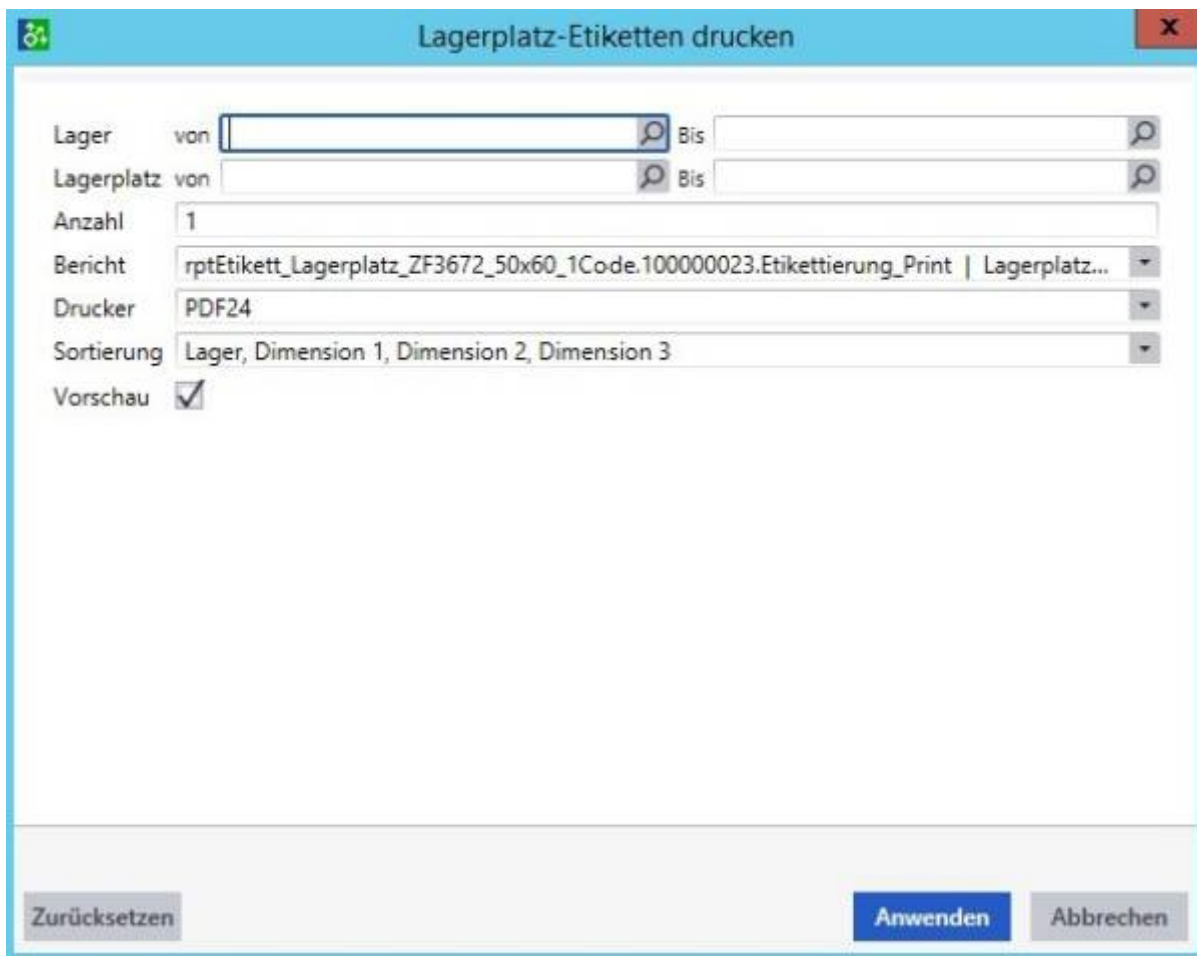 Lagerplatz-Etiketten drucken x
Lager von Bis
Lagerplatz von Bis
Anzahl 1
Bericht rptEtikett_Lagerplatz_ZF3672_50x60_1Code.100000023.Etikettierung_Print | Lagerplatz...
Drucker PDF24
Sortierung Lager, Dimension 1, Dimension 2, Dimension 3
Vorschau
Zurücksetzen Anwenden Abbrechen